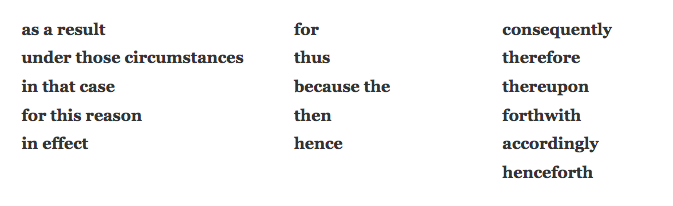 as a result
under those circumstances
in that case
for this reason
in effect
for
thus
because the
then
hence
consequently
therefore
thereupon
forthwith
accordingly
henceforth